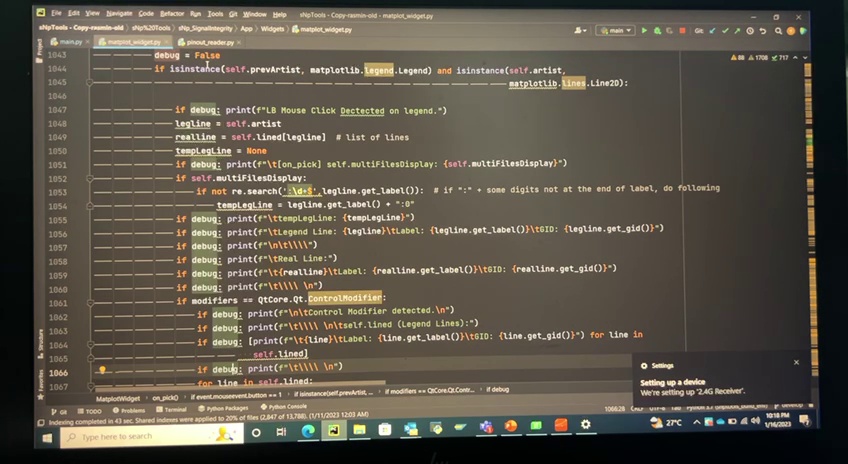 File Edit View Navigate Code Refactor Run Tools Git Window Help sNpTools - Copy-rasmin-old - matplot_widget.py
sNpTools - Copy-rasmin-old › sNp%20Tools › sNp_SignalIntegrity › App › Widgets › matplot_widget.py
main
Git:
main.py × matplot_widget.py × pinout_reader.py ×
Project
88 1708 717
1043 debug = False
1044 if isinstance(self.prevArtist, matplotlib.legend.Legend) and isinstance(self.artist,
1045 matplotlib.lines.Line2D):
1047 if debug: print(f"LB Mouse Click Dectected on legend.")
1048 legline = self.artist
1049 realline = self.lined[legline] # list of lines
1050 tempLegLine = None
1051 if debug: print(f"\t[on_pick] self.multiFilesDisplay: {self.multiFilesDisplay}")
1052 if self.multiFilesDisplay:
1053 if not re.search(':\d+$',legline.get_label()): # if ":" + some digits not at the end of label, do following
1054 tempLegLine = legline.get_label() + ":0"
1055 if debug: print(f"\ttempLegLine: {tempLegLine}")
1056 if debug: print(f"\tLegend Line: {legline}\tLabel: {legline.get_label()}\tGID: {legline.get_gid()}")
1057 if debug: print(f"\n\t\\\\")
1058 if debug: print(f"\tReal Line:")
1059 if debug: print(f"\t{realline}\tLabel: {realline.get_label()}\tGID: {realline.get_gid()}")
1060 if debug: print(f"\t\\\\ \n")
1061 if modifiers == QtCore.Qt.ControlModifier:
1062 if debug: print(f"\n\tControl Modifier detected.\n")
1063 if debug: print(f"\t\\\\ \n\tself.lined (Legend Lines):")
1064 if debug: [print(f"\t{line}\tLabel: {line.get_label()}\tGID: {line.get_gid()}") for line in
1065 self.lined]
1066 if debug: print(f"\t\\\\ \n")
1067 for line in self.lined:
Structure
Favorites
MatplotWidget › on_pick() › if event.mouseevent.button == 1 › if isinstance(self.prevArtist, ... › if modifiers == QtCore.Qt.Contr... › if debug
Git TODO Problems Terminal Python Packages Python Console
Indexing completed in 43 sec. Shared indexes were applied to 20% of files (2,847 of 13,788). (1/11/2023 12:03 AM)
1066:28
Settings
Setting up a device
We're setting up '2.4G Receiver'.
Type here to search
27°C
10:18 PM
1/16/2023